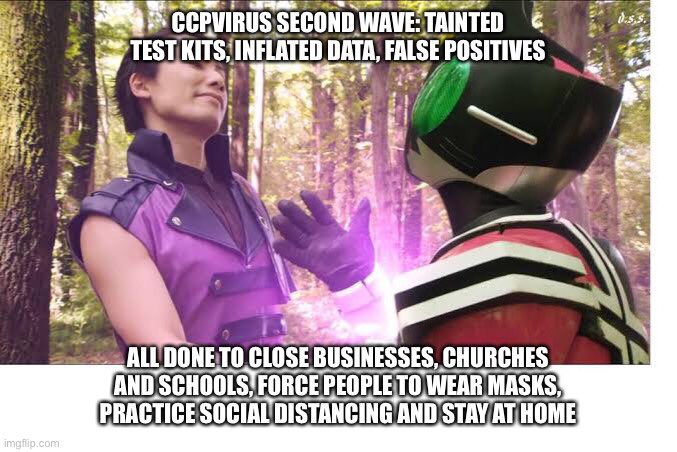 CCPVIRUS SECOND WAVE: TAINTED
TEST KITS, INFLATED DATA, FALSE POSITIVES
D.S.S.
ALL DONE TO CLOSE BUSINESSES, CHURCHES
AND SCHOOLS, FORCE PEOPLE TO WEAR MASKS,
PRACTICE SOCIAL DISTANCING AND STAY AT HOME
imgflip.com